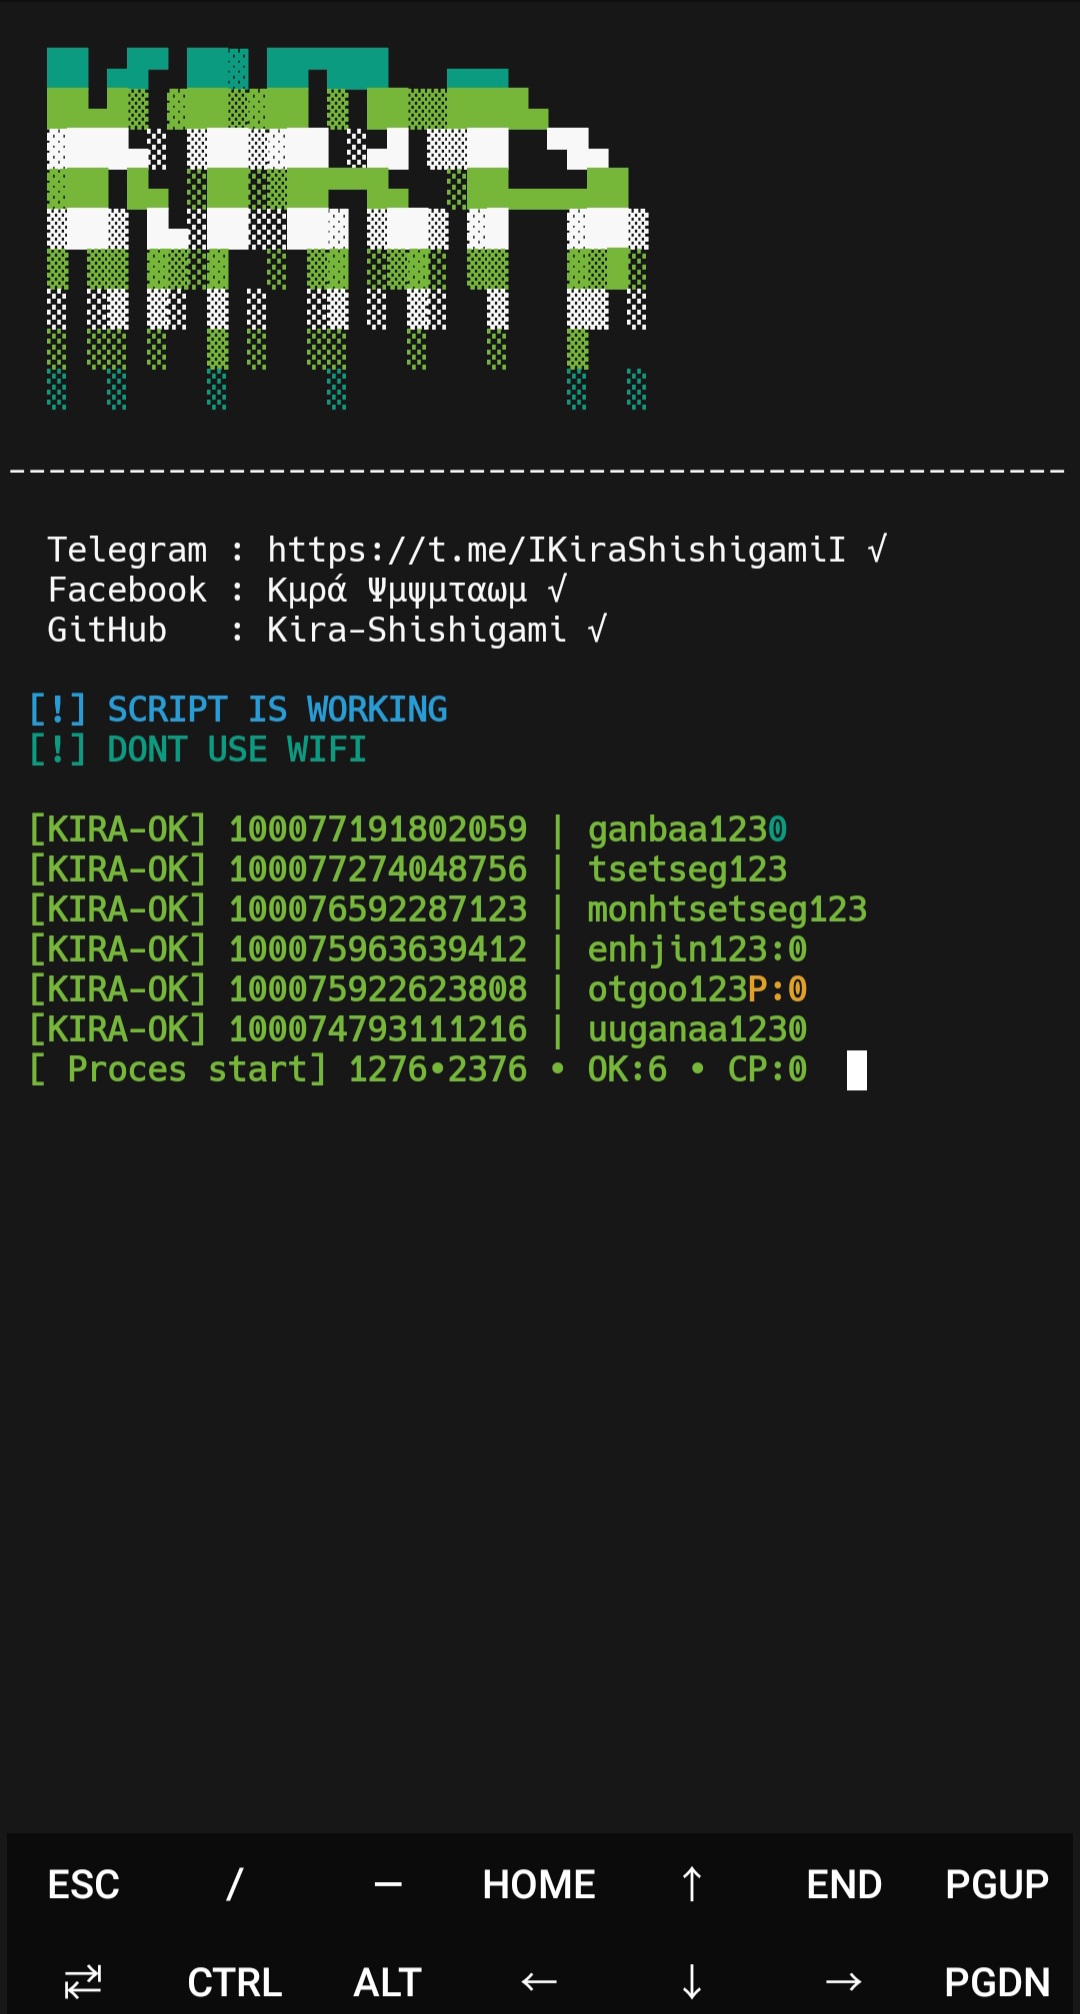 Telegram : https://t.me/IKiraShishigamiI √
Facebook : Κμρά Ψμψμταωμ √
GitHub : Kira-Shishigami √
[!] SCRIPT IS WORKING
[!] DONT USE WIFI
[KIRA-OK] 100077191802059 | ganbaa1230
[KIRA-OK] 100077274048756 | tsetseg123
[KIRA-OK] 100076592287123 | monhtsetseg123
[KIRA-OK] 100075963639412 | enhjin123:0
[KIRA-OK] 100075922623808 | otgoo123P:0
[KIRA-OK] 100074793111216 | uuganaa1230
[ Proces start] 1276•2376 • OK:6 • CP:0
ESC / — HOME ↑ END PGUP
⇄ CTRL ALT ← ↓ → PGDN